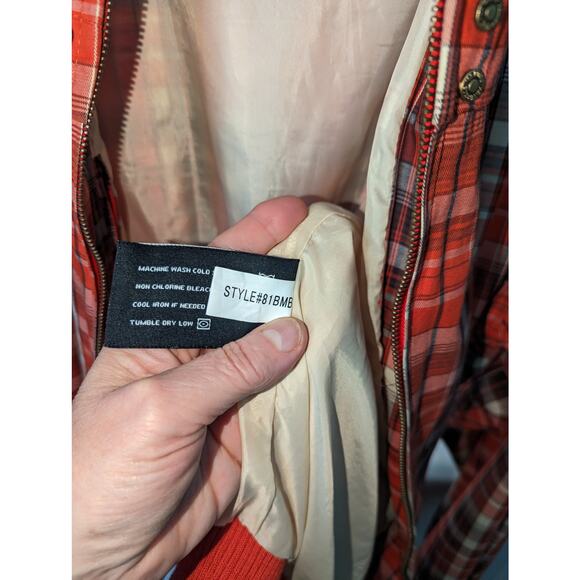 MACHINE WASH COLD
NON CHLORINE BLEACH
COOL IRON IF NEEDED
TUMBLE DRY LOW
STYLE#81BMB